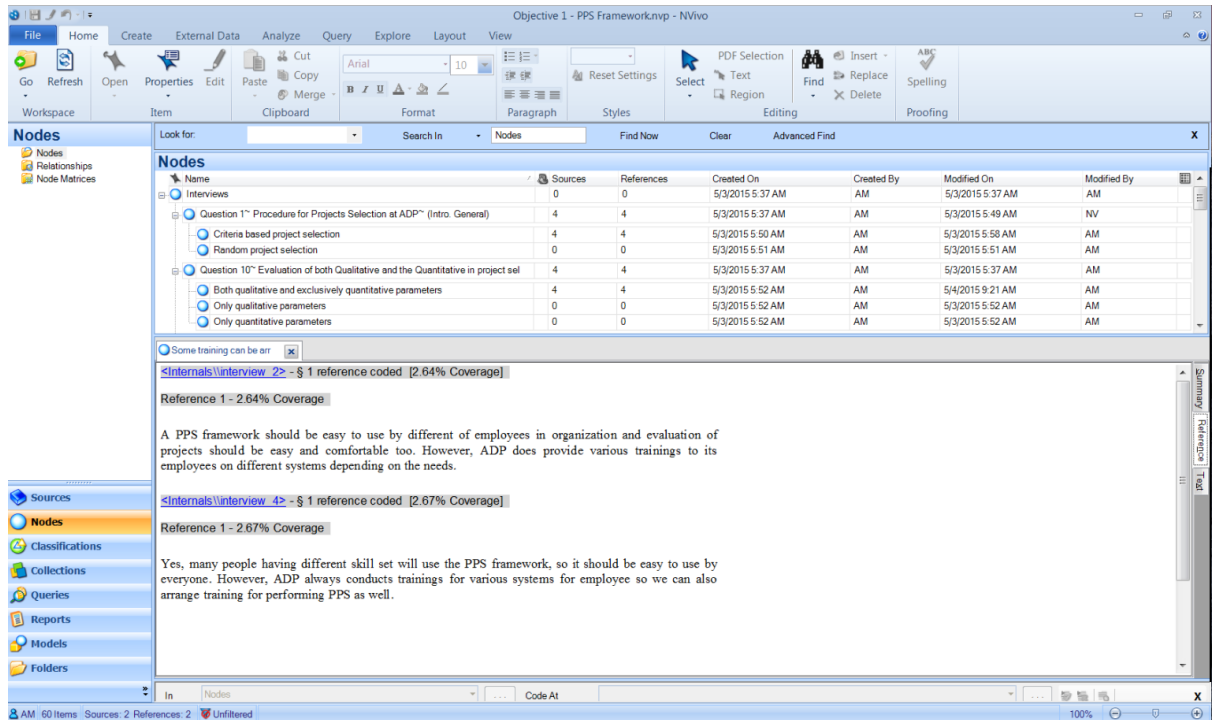 Objective 1 - PPS Framework.nvp - NVivo
File Home Create External Data Analyze Query Explore Layout View
Go Refresh Open Properties Edit Paste Cut Copy Merge
Arial 10
B I U A
Reset Settings
Select PDF Selection Text Region Find Insert Replace Delete
ABC Spelling
Workspace Item Clipboard Format Paragraph Styles Editing Proofing
Nodes
Nodes
Relationships
Node Matrices
Look for: Search In Nodes Find Now Clear Advanced Find X
Nodes
Name Sources References Created On Created By Modified On Modified By
Interviews 0 0 5/3/2015 5:37 AM AM 5/3/2015 5:37 AM AM
Question 1~ Procedure for Projects Selection at ADP~ (Intro. General) 4 4 5/3/2015 5:37 AM AM 5/3/2015 5:49 AM NV
Criteria based project selection 4 4 5/3/2015 5:50 AM AM 5/3/2015 5:58 AM AM
Random project selection 0 0 5/3/2015 5:51 AM AM 5/3/2015 5:51 AM AM
Question 10~ Evaluation of both Qualitative and the Quantitative in project sel 4 4 5/3/2015 5:37 AM AM 5/3/2015 5:37 AM AM
Both qualitative and exclusively quantitative parameters 4 4 5/3/2015 5:52 AM AM 5/4/2015 9:21 AM AM
Only qualitative parameters 0 0 5/3/2015 5:52 AM AM 5/3/2015 5:52 AM AM
Only quantitative parameters 0 0 5/3/2015 5:52 AM AM 5/3/2015 5:52 AM AM
Some training can be arr x
<Internals\\interview 2> - § 1 reference coded [2.64% Coverage]
Reference 1 - 2.64% Coverage
A PPS framework should be easy to use by different of employees in organization and evaluation of
projects should be easy and comfortable too. However, ADP does provide various trainings to its
employees on different systems depending on the needs.
<Internals\\interview 4> - § 1 reference coded [2.67% Coverage]
Reference 1 - 2.67% Coverage
Yes, many people having different skill set will use the PPS framework, so it should be easy to use by
everyone. However, ADP always conducts trainings for various systems for employee so we can also
arrange training for performing PPS as well.
Summary
Reference
Text
Sources
Nodes
Classifications
Collections
Queries
Reports
Models
Folders
In Nodes ... Code At ... X
AM 60 Items Sources: 2 References: 2 Unfiltered 100%